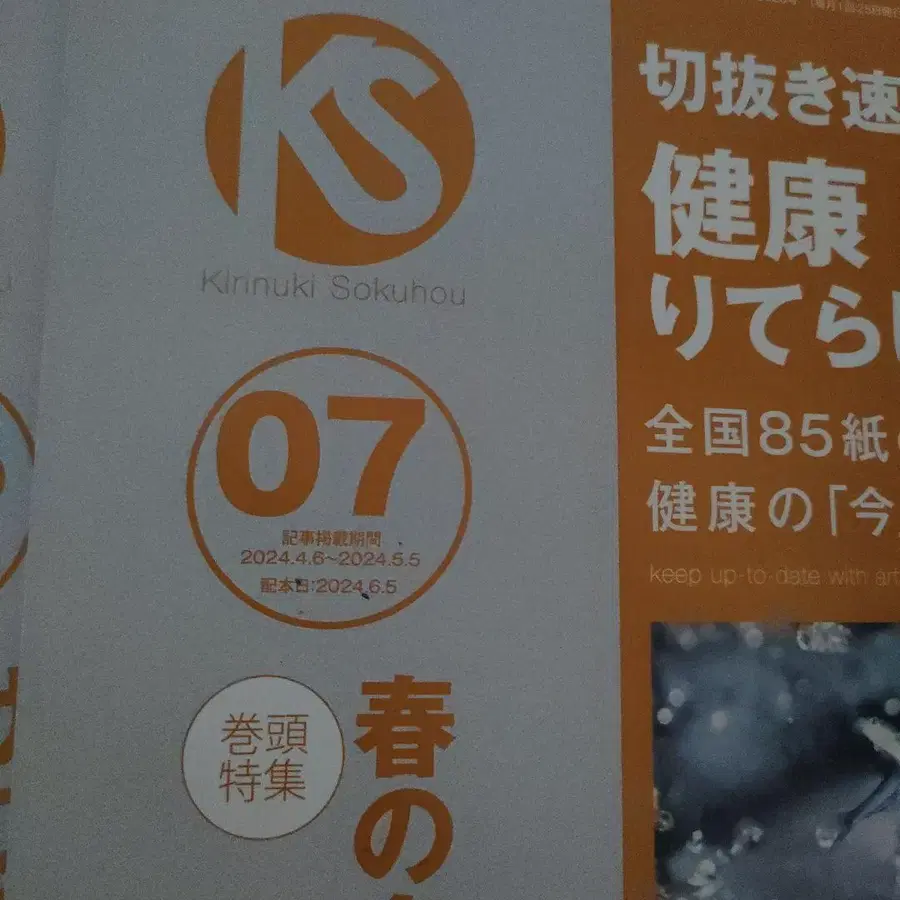 KS
Kirinuki Sokuhou
07
記事掲載期間
2024.4.6~2024.5.5
配本日:2024.6.5
巻頭
特集
春の
切抜き速
健康
りてら
全国85紙
健康の「今
keep up-to-date with art